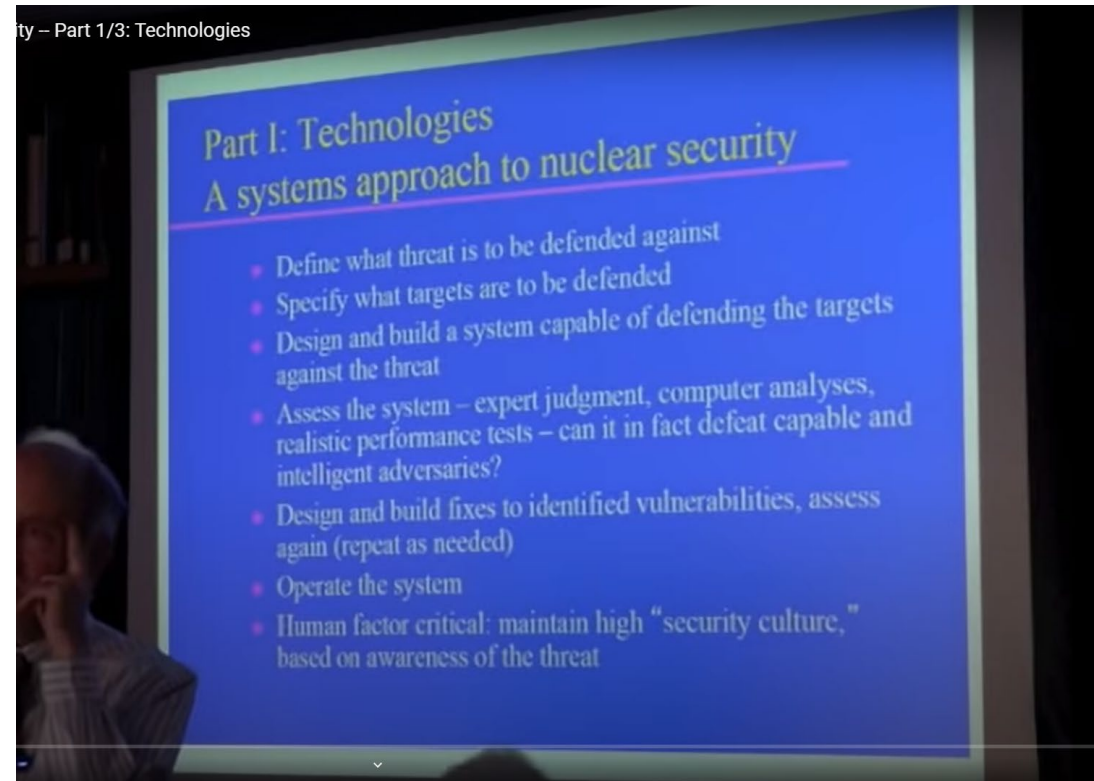 ity – Part 1/3: Technologies
Part I: Technologies
A systems approach to nuclear security
Define what threat is to be defended against
Specify what targets are to be defended
Design and build a system capable of defending the targets
against the threat
Assess the system – expert judgment, computer analyses,
realistic performance tests – can it in fact defeat capable and
intelligent adversaries?
Design and build fixes to identified vulnerabilities, assess
again (repeat as needed)
Operate the system
Human factor critical: maintain high “security culture,”
based on awareness of the threat